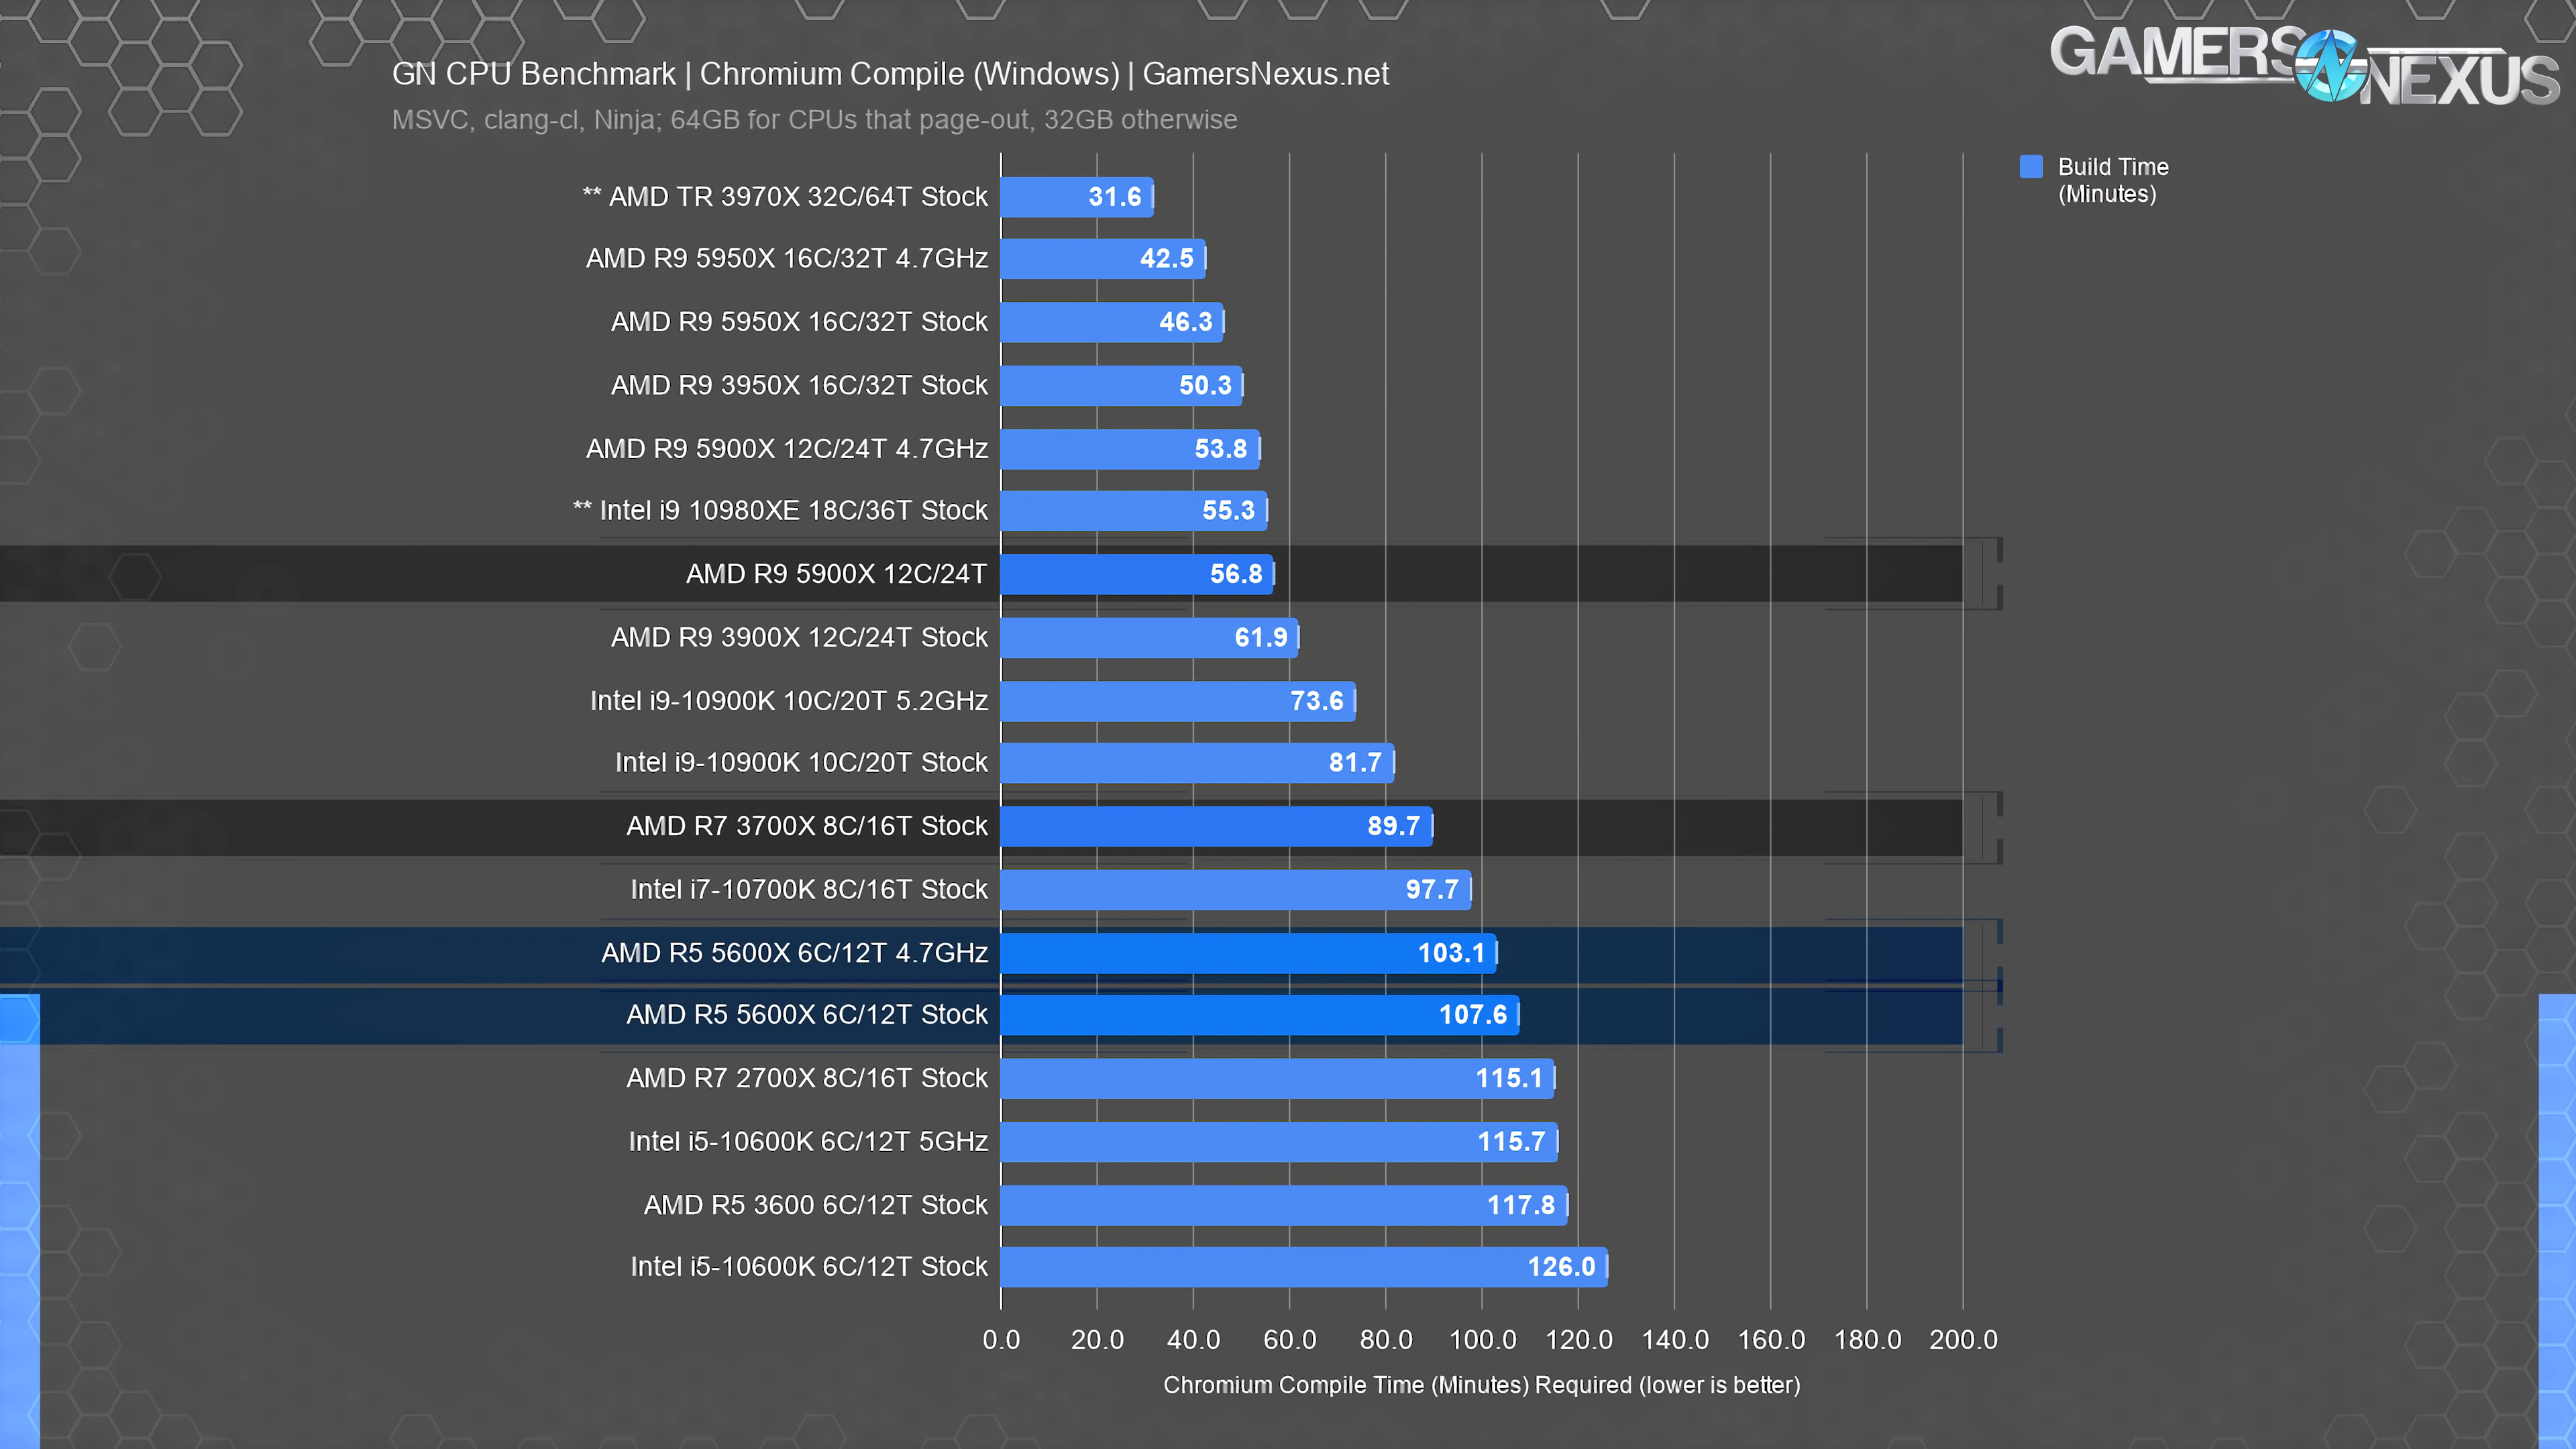 GAMERS NEXUS
GN CPU Benchmark | Chromium Compile (Windows) | GamersNexus.net
MSVC, clang-cl, Ninja; 64GB for CPUs that page-out, 32GB otherwise
Build Time
(Minutes)
** AMD TR 3970X 32C/64T Stock 31.6
AMD R9 5950X 16C/32T 4.7GHz 42.5
AMD R9 5950X 16C/32T Stock 46.3
AMD R9 3950X 16C/32T Stock 50.3
AMD R9 5900X 12C/24T 4.7GHz 53.8
** Intel i9 10980XE 18C/36T Stock 55.3
AMD R9 5900X 12C/24T 56.8
AMD R9 3900X 12C/24T Stock 61.9
Intel i9-10900K 10C/20T 5.2GHz 73.6
Intel i9-10900K 10C/20T Stock 81.7
AMD R7 3700X 8C/16T Stock 89.7
Intel i7-10700K 8C/16T Stock 97.7
AMD R5 5600X 6C/12T 4.7GHz 103.1
AMD R5 5600X 6C/12T Stock 107.6
AMD R7 2700X 8C/16T Stock 115.1
Intel i5-10600K 6C/12T 5GHz 115.7
AMD R5 3600 6C/12T Stock 117.8
Intel i5-10600K 6C/12T Stock 126.0
0.0 20.0 40.0 60.0 80.0 100.0 120.0 140.0 160.0 180.0 200.0
Chromium Compile Time (Minutes) Required (lower is better)